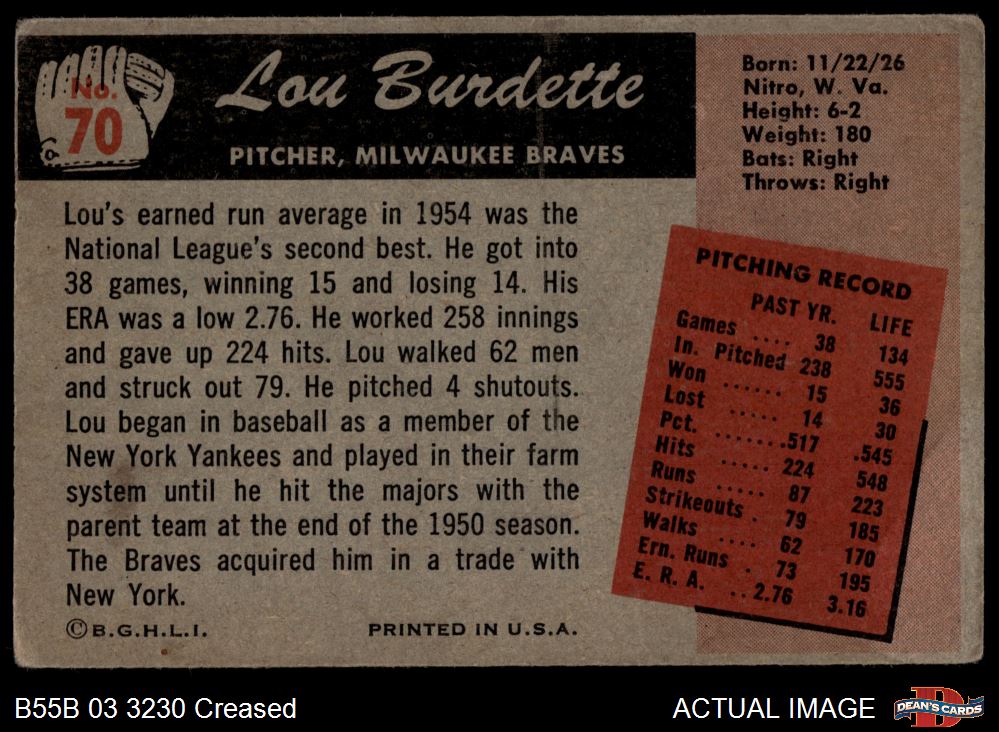 No.
70
Lou Burdette
PITCHER, MILWAUKEE BRAVES
Born: 11/22/26
Nitro, W. Va.
Height: 6-2
Weight: 180
Bats: Right
Throws: Right
Lou's earned run average in 1954 was the
National League's second best. He got into
38 games, winning 15 and losing 14. His
ERA was a low 2.76. He worked 258 innings
and gave up 224 hits. Lou walked 62 men
and struck out 79. He pitched 4 shutouts.
Lou began in baseball as a member of the
New York Yankees and played in their farm
system until he hit the majors with the
parent team at the end of the 1950 season.
The Braves acquired him in a trade with
New York.
© B.G.H.L.I. PRINTED IN U.S.A.
PITCHING RECORD
PAST YR. LIFE
Games .... 38 134
In. Pitched 238 555
Won ...... 15 36
Lost ..... 14 30
Pct. .......517 .545
Hits ..... 224 548
Runs ..... 87 223
Strikeouts . 79 185
Walks .... 62 170
Ern. Runs . 73 195
E. R. A. .. 2.76 3.16
B55B 03 3230 Creased
ACTUAL IMAGE
DEAN'S CARDS